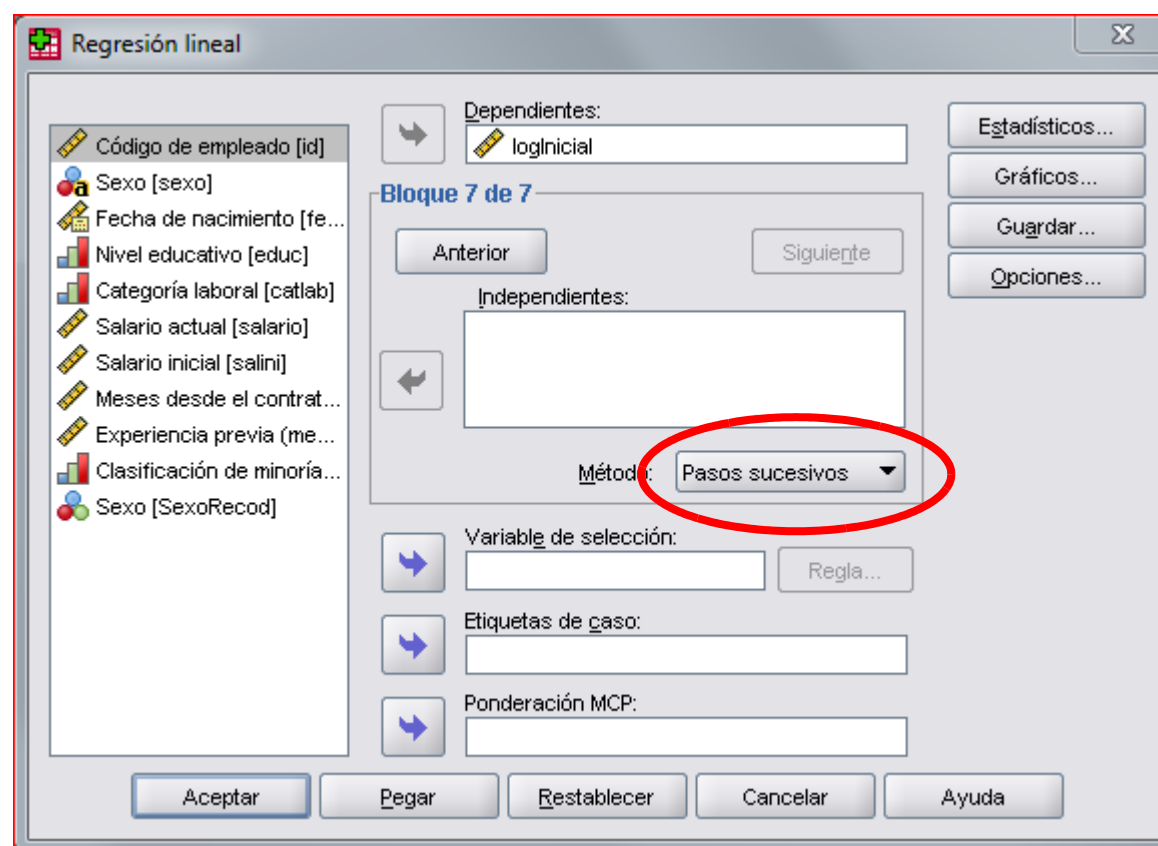 Regresión lineal
Código de empleado [id]
Sexo [sexo]
Fecha de nacimiento [fe...
Nivel educativo [educ]
Categoría laboral [catlab]
Salario actual [salario]
Salario inicial [salini]
Meses desde el contrat...
Experiencia previa (me...
Clasificación de minoría...
Sexo [SexoRecod]
Dependientes:
logInicial
Bloque 7 de 7
Anterior
Siguiente
Independientes:
Método:
Pasos sucesivos
Variable de selección:
Regla...
Etiquetas de caso:
Ponderación MCP:
Estadísticos...
Gráficos...
Guardar...
Opciones...
Aceptar
Pegar
Restablecer
Cancelar
Ayuda